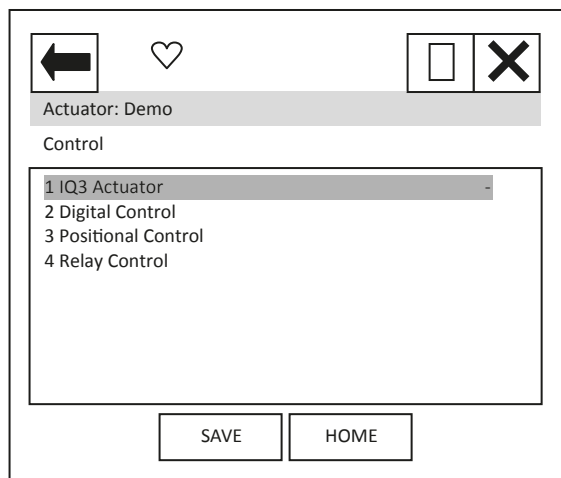 Actuator: Demo
Control
1 IQ3 Actuator -
2 Digital Control
3 Positional Control
4 Relay Control
SAVE HOME